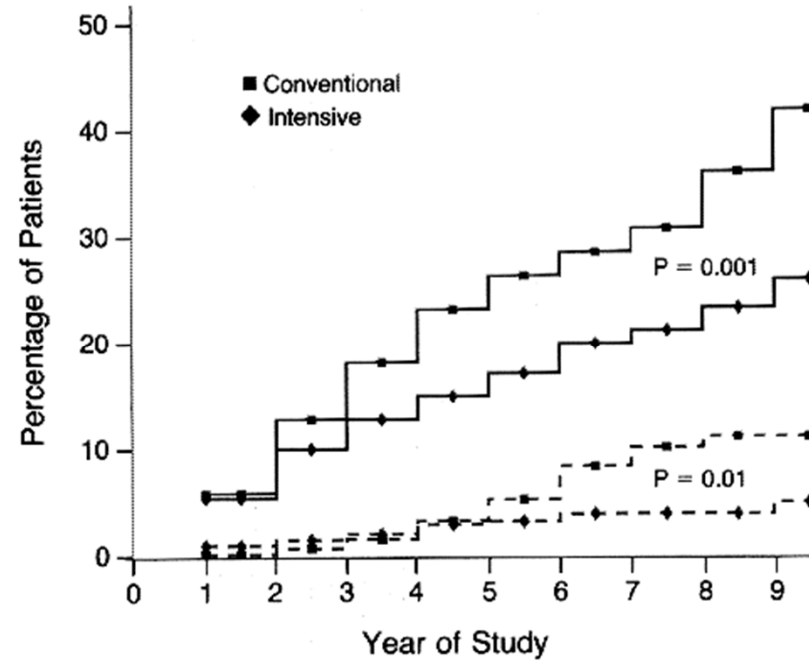 50
Conventional
Intensive
40
30
P = 0.001
20
10
P = 0.01
0
0 1 2 3 4 5 6 7 8 9
Percentage of Patients
Year of Study